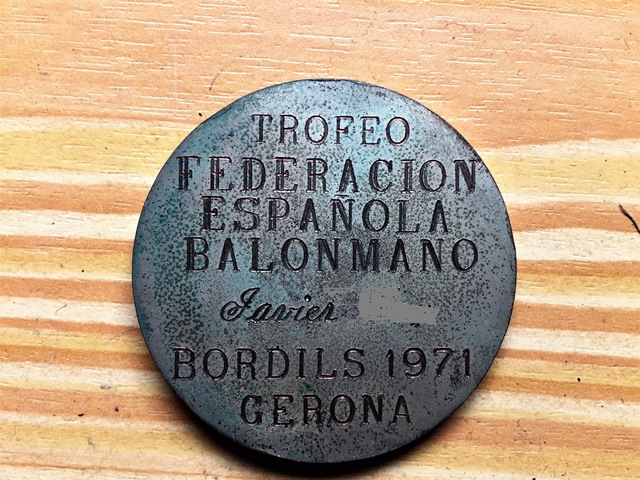 TROFEO
FEDERACION
ESPAÑOLA
BALONMANO
Javier
BORDILS 1971
GERONA